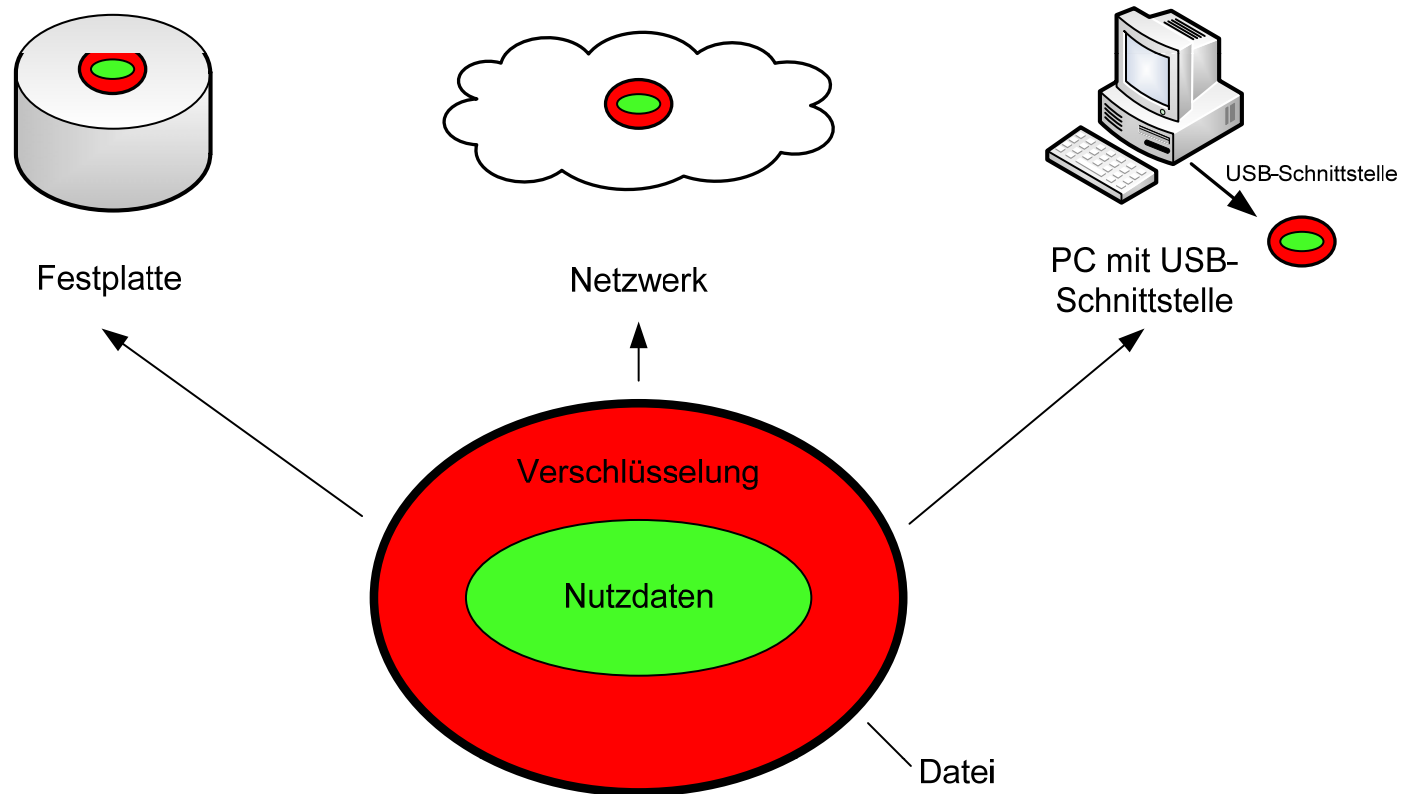 USB-Schnittstelle
Festplatte
Netzwerk
PC mit USB-
Schnittstelle
Verschlüsselung
Nutzdaten
Datei